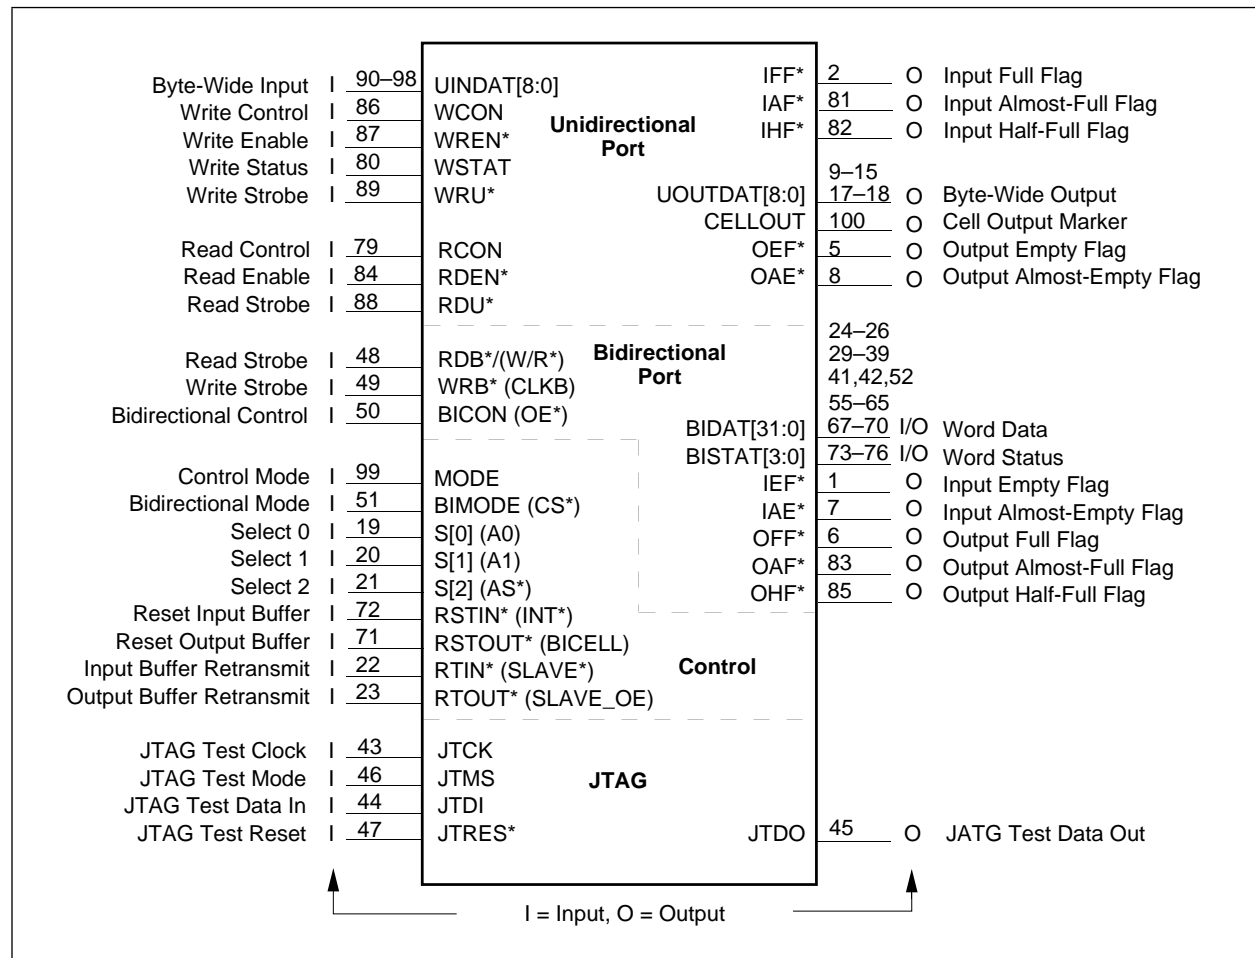 Byte-Wide Input I 90–98 UINDAT[8:0]
Write Control I 86 WCON
Write Enable I 87 WREN*
Write Status I 80 WSTAT
Write Strobe I 89 WRU*
Read Control I 79 RCON
Read Enable I 84 RDEN*
Read Strobe I 88 RDU*
Unidirectional
Port
IFF* 2 O Input Full Flag
IAF* 81 O Input Almost-Full Flag
IHF* 82 O Input Half-Full Flag
9–15
UOUTDAT[8:0] 17–18 O Byte-Wide Output
CELLOUT 100 O Cell Output Marker
OEF* 5 O Output Empty Flag
OAE* 8 O Output Almost-Empty Flag
Read Strobe I 48 RDB*/(W/R*)
Write Strobe I 49 WRB* (CLKB)
Bidirectional Control I 50 BICON (OE*)
Bidirectional
Port
24–26
29–39
41,42,52
55–65
BIDAT[31:0] 67–70 I/O Word Data
BISTAT[3:0] 73–76 I/O Word Status
IEF* 1 O Input Empty Flag
IAE* 7 O Input Almost-Empty Flag
OFF* 6 O Output Full Flag
OAF* 83 O Output Almost-Full Flag
OHF* 85 O Output Half-Full Flag
Control Mode I 99 MODE
Bidirectional Mode I 51 BIMODE (CS*)
Select 0 I 19 S[0] (A0)
Select 1 I 20 S[1] (A1)
Select 2 I 21 S[2] (AS*)
Reset Input Buffer I 72 RSTIN* (INT*)
Reset Output Buffer I 71 RSTOUT* (BICELL)
Input Buffer Retransmit I 22 RTIN* (SLAVE*)
Output Buffer Retransmit I 23 RTOUT* (SLAVE_OE)
Control
JTAG Test Clock I 43 JTCK
JTAG Test Mode I 46 JTMS
JTAG Test Data In I 44 JTDI
JTAG Test Reset I 47 JTRES*
JTAG
JTDO 45 O JATG Test Data Out
I = Input, O = Output